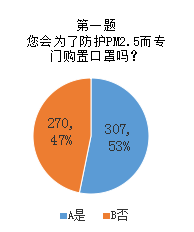 第一题
您会为了防护PM2.5而专
门购置口罩吗？
270,
47%
307,
53%
A是
B否